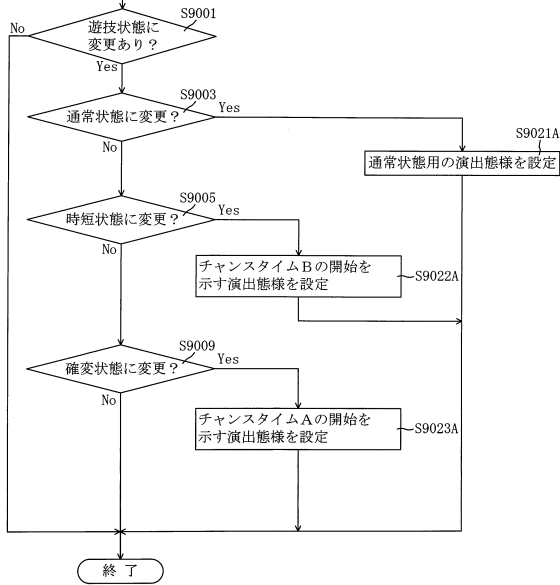 S9001
遊技状態に
変更あり？
No
Yes
S9003
通常状態に変更？
Yes
No
S9021A
通常状態用の演出態様を設定
S9005
時短状態に変更？
Yes
No
チャンスタイムBの開始を
示す演出態様を設定
S9022A
S9009
確変状態に変更？
Yes
No
チャンスタイムAの開始を
示す演出態様を設定
S9023A
終了